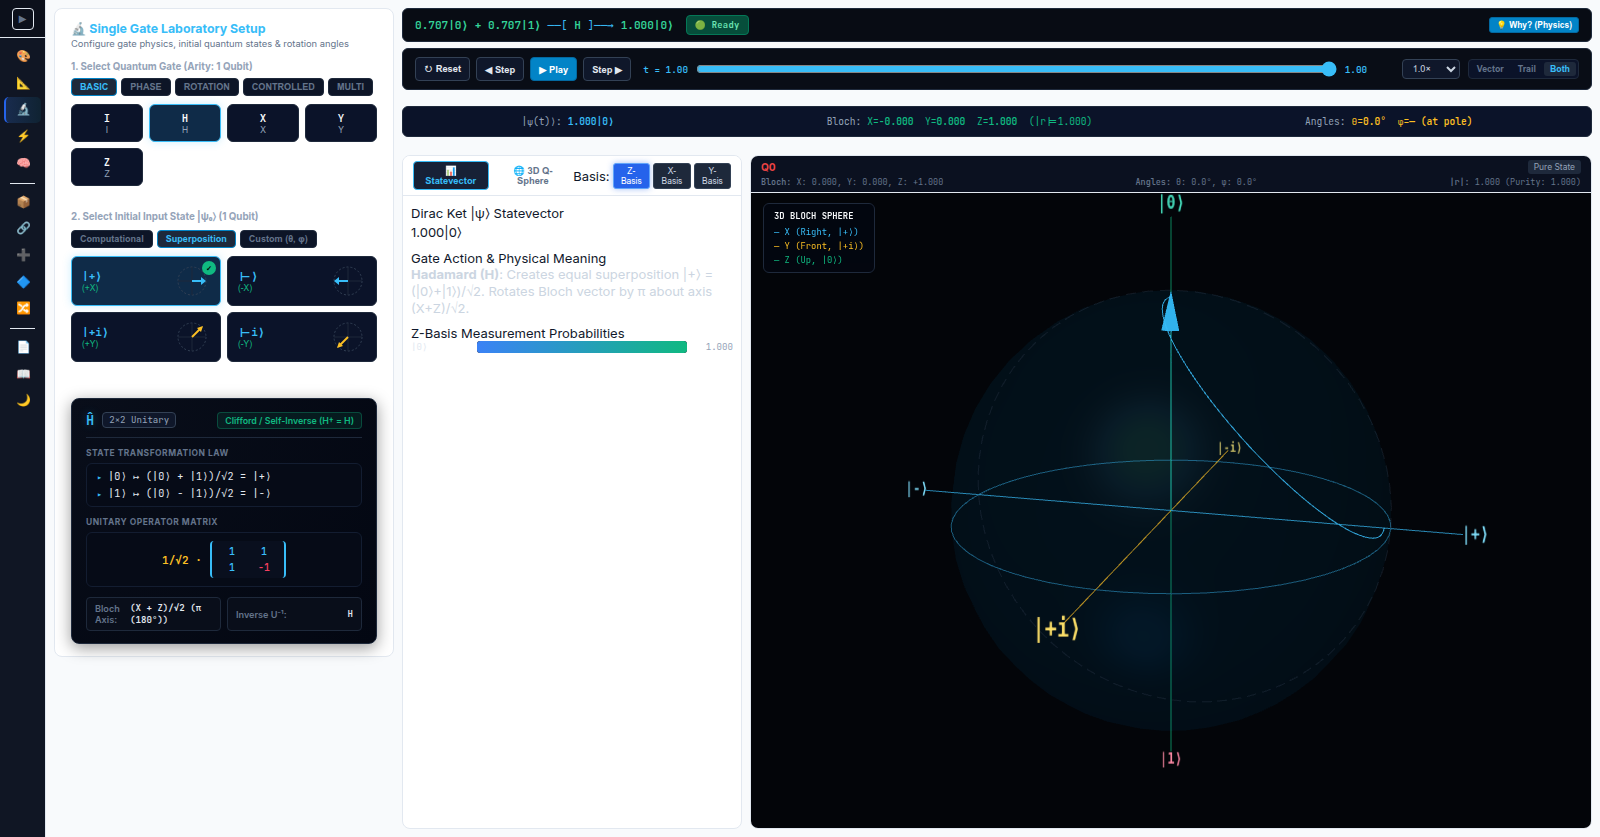 🔬 Single Gate Laboratory Setup
Configure gate physics, initial quantum states & rotation angles
1. Select Quantum Gate (Arity: 1 Qubit)
BASIC PHASE ROTATION CONTROLLED MULTI
I H X Y
I H X Y
Z
Z
2. Select Initial Input State |ψ₀⟩ (1 Qubit)
Computational Superposition Custom (θ, φ)
|+⟩ |-⟩
(+X) (-X)
|+i⟩ |-i⟩
(+Y) (-Y)
Ĥ 2×2 Unitary Clifford / Self-Inverse (H† = H)
STATE TRANSFORMATION LAW
▸ |0⟩ ↦ (|0⟩ + |1⟩)/√2 = |+⟩
▸ |1⟩ ↦ (|0⟩ - |1⟩)/√2 = |-⟩
UNITARY OPERATOR MATRIX
1/√2 · 1 1
1 -1
Bloch Axis: (X + Z)/√2 (π (180°)) Inverse U⁻¹: H
0.707|0⟩ + 0.707|1⟩ ──[ H ]──→ 1.000|0⟩ 🟢 Ready 💡 Why? (Physics)
↻ Reset ◀ Step ▶ Play Step ▶ t = 1.00 1.00 1.0× Vector Trail Both
|ψ(t)⟩: 1.000|0⟩ Bloch: X=-0.000 Y=0.000 Z=1.000 (|r|=1.000) Angles: θ=0.0° φ=— (at pole)
📊 Statevector 🌐 3D Q-Sphere Basis: Z-Basis X-Basis Y-Basis
Dirac Ket |ψ⟩ Statevector
1.000|0⟩
Gate Action & Physical Meaning
Hadamard (H): Creates equal superposition |+⟩ =
(|0⟩+|1⟩)/√2. Rotates Bloch vector by π about axis
(X+Z)/√2.
Z-Basis Measurement Probabilities
|0⟩ 1.000
Q0 Pure State
Bloch: X: 0.000, Y: 0.000, Z: +1.000 Angles: θ: 0.0°, φ: 0.0° |r|: 1.000 (Purity: 1.000)
3D BLOCH SPHERE
— X (Right, |+⟩)
— Y (Front, |+i⟩)
— Z (Up, |0⟩)
|0⟩
|-i⟩
|-⟩
|+⟩
|+i⟩
|1⟩